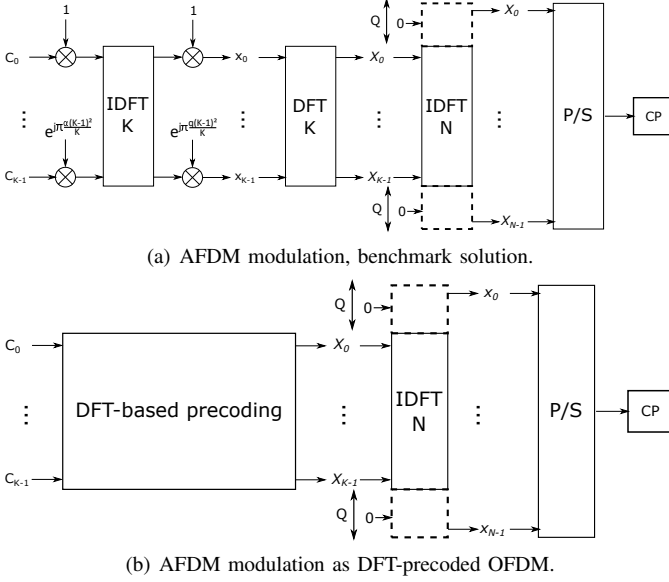 1 1 Q 0 X₀ x₀
C₀ x₀ X₀
IDFT K DFT K IDFT N P/S CP
⋮ ⋮ ⋮ ⋮
e^{jπ α(K-1)²/K} e^{jπ q(K-1)²/K}
C_{K-1} x_{K-1} X_{K-1}
Q 0 X_{N-1}
(a) AFDM modulation, benchmark solution.
Q 0 x₀
C₀ X₀
DFT-based precoding IDFT N P/S CP
⋮ ⋮ ⋮
C_{K-1} X_{K-1}
Q 0 x_{N-1}
(b) AFDM modulation as DFT-precoded OFDM.